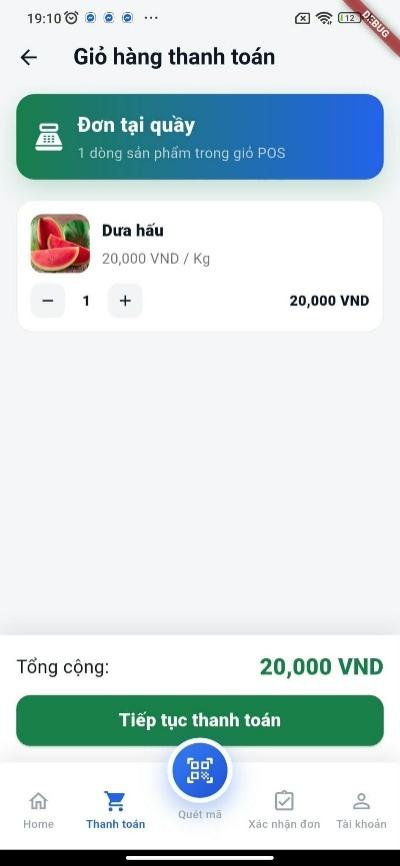 19:10
12
DEBUG
Giỏ hàng thanh toán
Đơn tại quầy
1 dòng sản phẩm trong giỏ POS
Dưa hấu
20,000 VND / Kg
1
20,000 VND
Tổng cộng:
20,000 VND
Tiếp tục thanh toán
Home
Thanh toán
Quét mã
Xác nhận đơn
Tài khoản